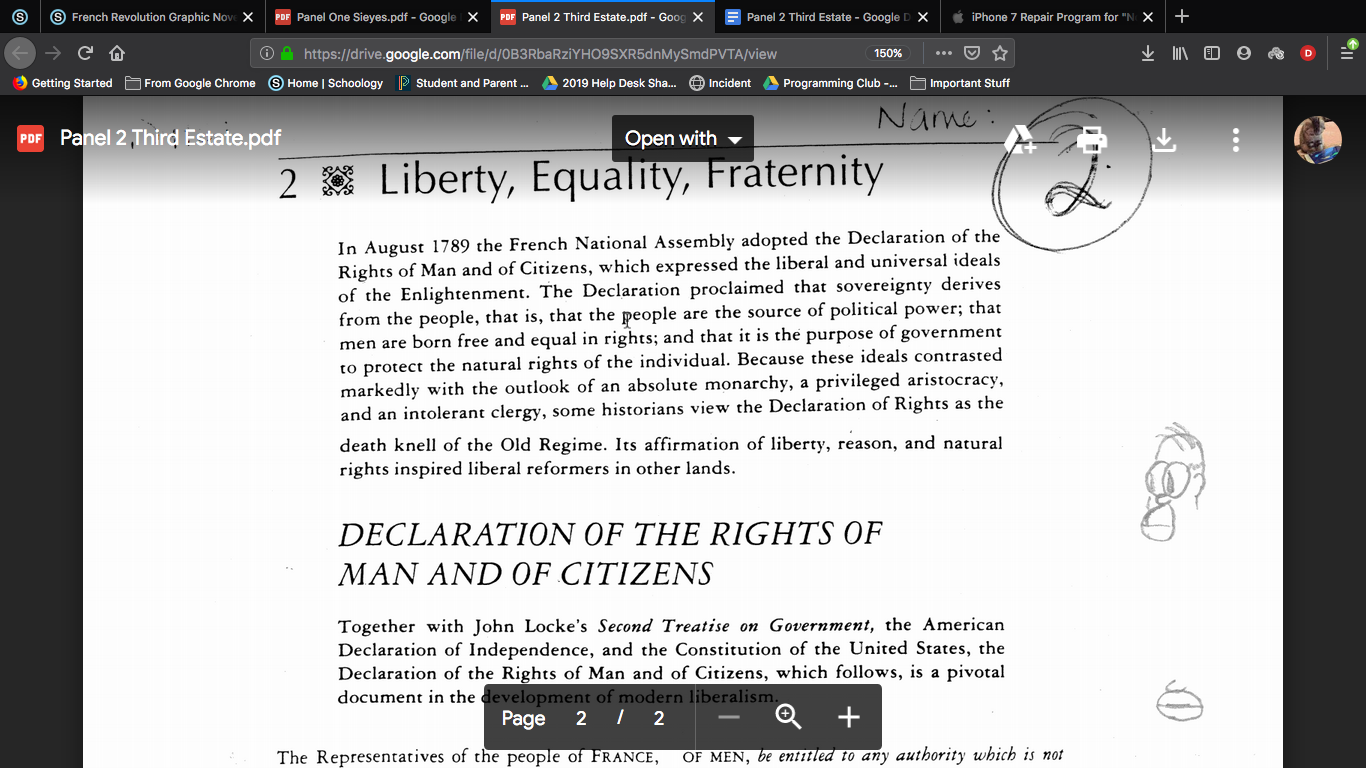 French Revolution Graphic Nov
Panel One Sieyes.pdf - Google
Panel 2 Third Estate.pdf - Goog
Panel 2 Third Estate - Google D
iPhone 7 Repair Program for "N
https://drive.google.com/file/d/0B3RbaRziYHO9SXR5dnMySmdPVTA/view
150%
Getting Started
From Google Chrome
Home | Schoology
Student and Parent ...
2019 Help Desk Sha...
Incident
Programming Club -...
Important Stuff
D
Name:
PDF
Panel 2 Third Estate.pdf
Open with
2
2 Liberty, Equality, Fraternity
In August 1789 the French National Assembly adopted the Declaration of the
Rights of Man and of Citizens, which expressed the liberal and universal ideals
of the Enlightenment. The Declaration proclaimed that sovereignty derives
from the people, that is, that the people are the source of political power; that
men are born free and equal in rights; and that it is the purpose of government
to protect the natural rights of the individual. Because these ideals contrasted
markedly with the outlook of an absolute monarchy, a privileged aristocracy,
and an intolerant clergy, some historians view the Declaration of Rights as the
death knell of the Old Regime. Its affirmation of liberty, reason, and natural
rights inspired liberal reformers in other lands.
DECLARATION OF THE RIGHTS OF
MAN AND OF CITIZENS
Together with John Locke's Second Treatise on Government, the American
Declaration of Independence, and the Constitution of the United States, the
Declaration of the Rights of Man and of Citizens, which follows, is a pivotal
document in the development of modern liberalism.
Page 2 / 2
The Representatives of the people of FRANCE,
OF MEN, be entitled to any authority which is not